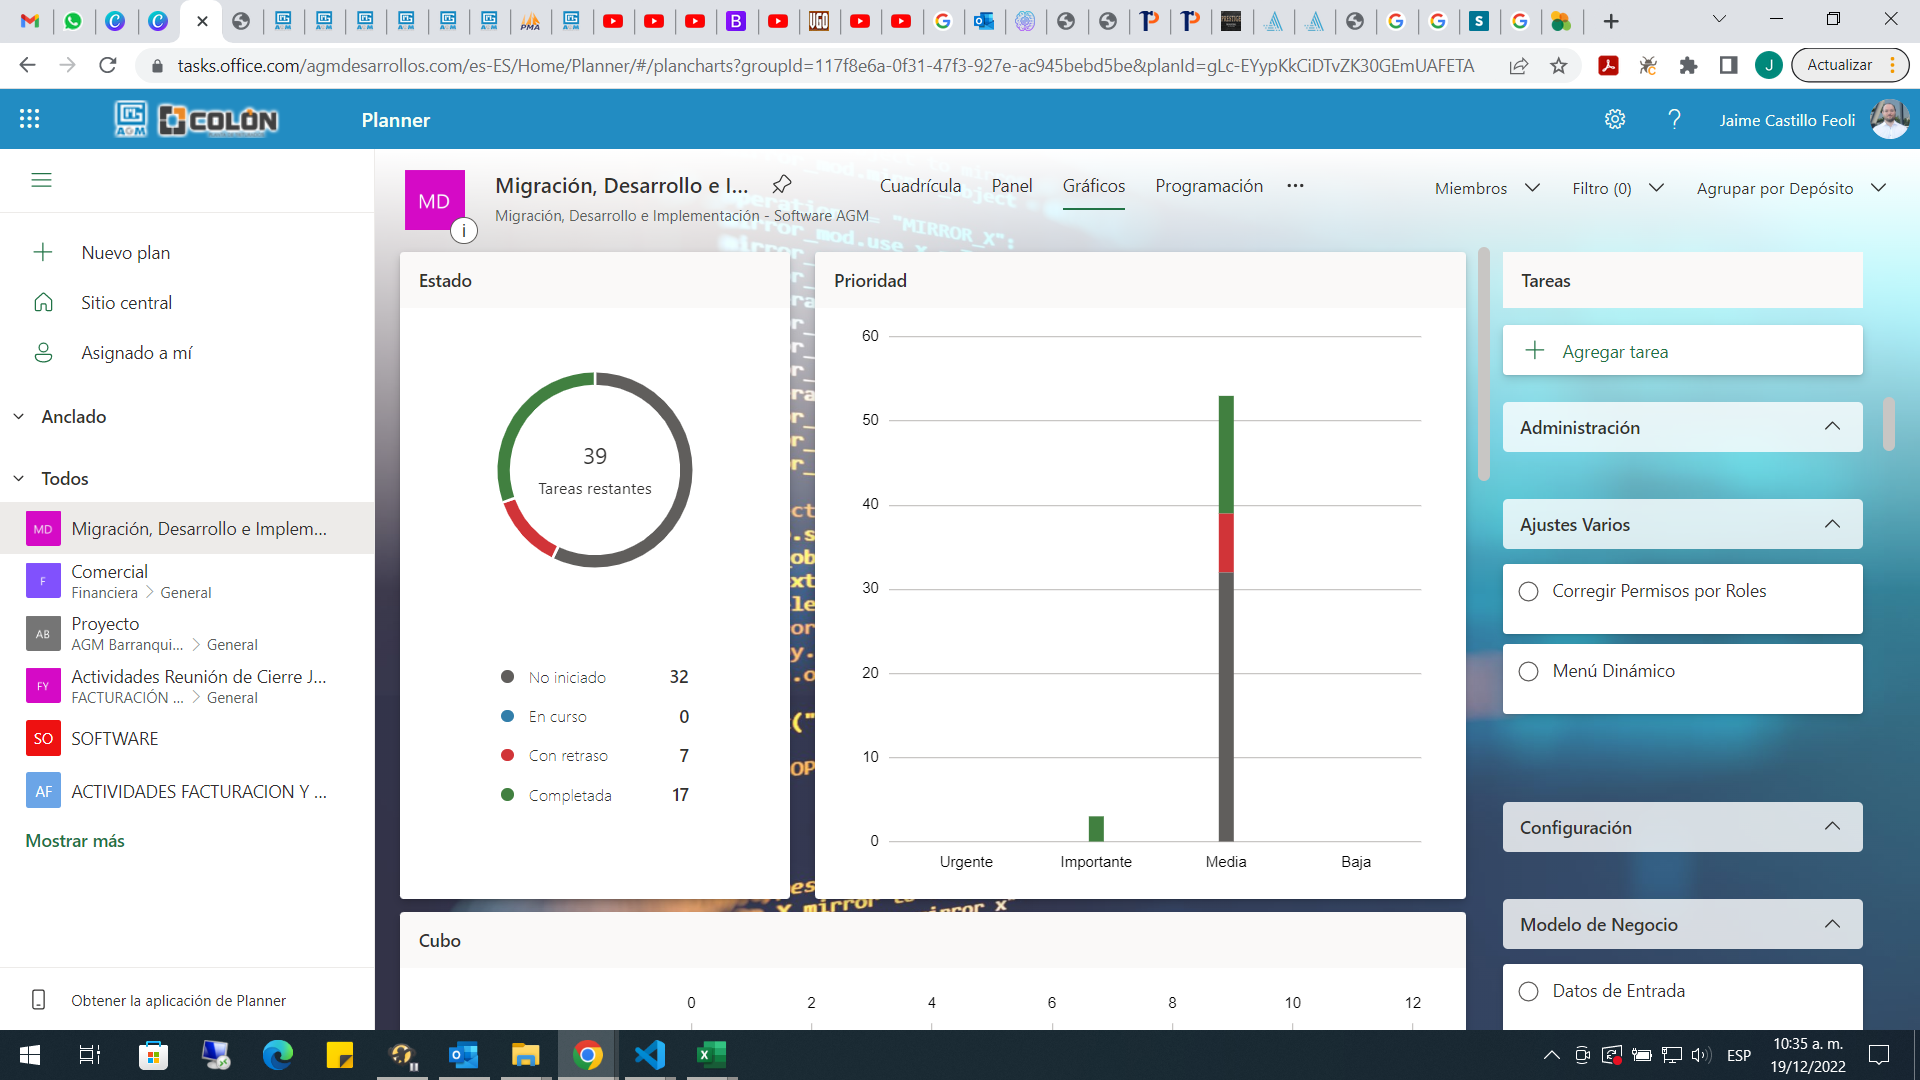 tasks.office.com/agmdesarrollos.com/es-ES/Home/Planner/#/plancharts?groupId=117f8e6a-0f31-47f3-927e-ac945bebd5be&planId=gLc-EYypKkCiDTvZK30GEmUAFETA
J
Actualizar
AGM
COLÓN
Planner
Jaime Castillo Feoli
MD
Migración, Desarrollo e I...
Migración, Desarrollo e Implementación - Software AGM
Cuadrícula
Panel
Gráficos
Programación
Miembros
Filtro (0)
Agrupar por Depósito
Nuevo plan
Sitio central
Asignado a mí
Anclado
Todos
MD
Migración, Desarrollo e Implem...
F
Comercial
Financiera > General
AB
Proyecto
AGM Barranqui... > General
FY
Actividades Reunión de Cierre J...
FACTURACIÓN ... > General
SO
SOFTWARE
AF
ACTIVIDADES FACTURACION Y ...
Mostrar más
Obtener la aplicación de Planner
Estado
39
Tareas restantes
No iniciado 32
En curso 0
Con retraso 7
Completada 17
Prioridad
60
50
40
30
20
10
0
Urgente Importante Media Baja
Cubo
0 2 4 6 8 10 12
Tareas
Agregar tarea
Administración
Ajustes Varios
Corregir Permisos por Roles
Menú Dinámico
Configuración
Modelo de Negocio
Datos de Entrada
ESP
10:35 a. m.
19/12/2022